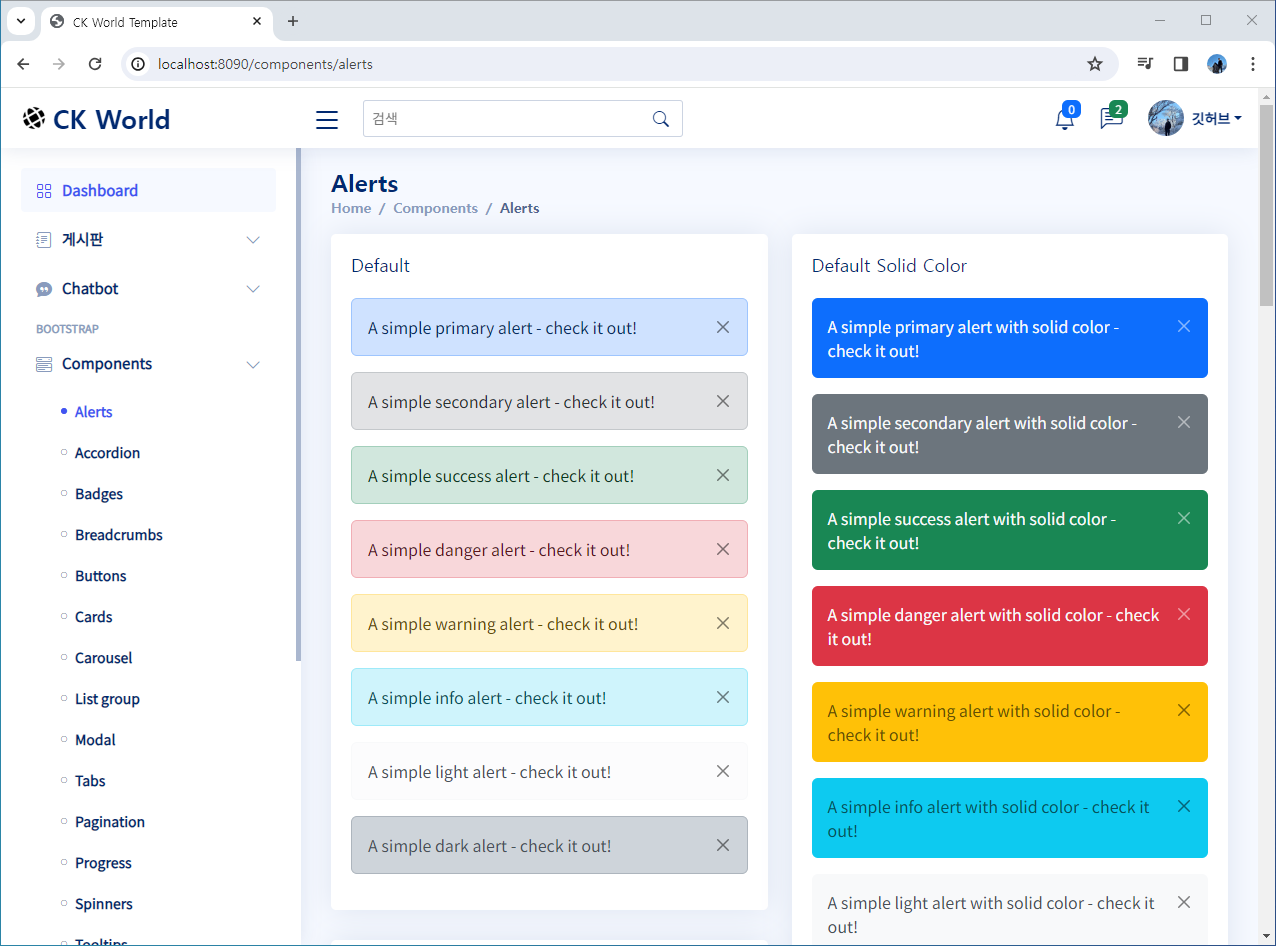 CK World Template
localhost:8090/components/alerts
CK World
검색
0
2
깃허브
Dashboard
게시판
Chatbot
BOOTSTRAP
Components
Alerts
Accordion
Badges
Breadcrumbs
Buttons
Cards
Carousel
List group
Modal
Tabs
Pagination
Progress
Spinners
Tooltips
Alerts
Home / Components / Alerts
Default
A simple primary alert - check it out!
A simple secondary alert - check it out!
A simple success alert - check it out!
A simple danger alert - check it out!
A simple warning alert - check it out!
A simple info alert - check it out!
A simple light alert - check it out!
A simple dark alert - check it out!
Default Solid Color
A simple primary alert with solid color -
check it out!
A simple secondary alert with solid color -
check it out!
A simple success alert with solid color -
check it out!
A simple danger alert with solid color - check
it out!
A simple warning alert with solid color -
check it out!
A simple info alert with solid color - check it
out!
A simple light alert with solid color - check it
out!